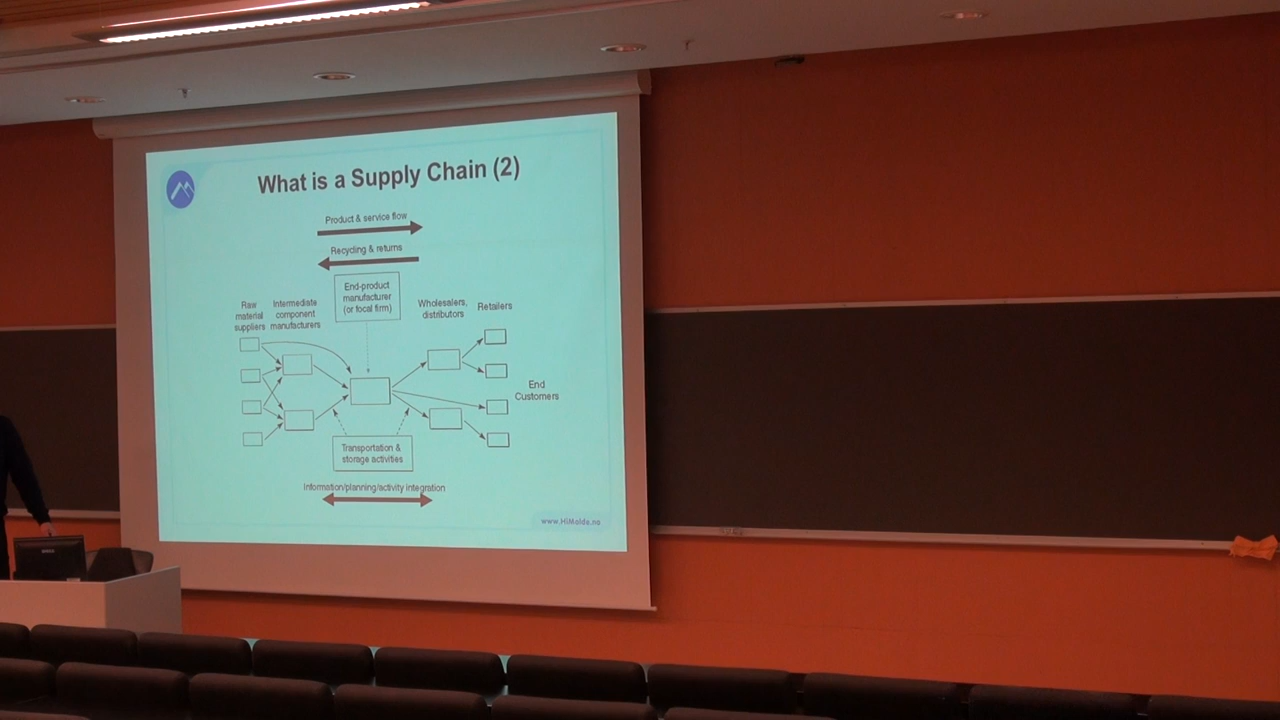 What is a Supply Chain (2)
Product & service flow
Recycling & returns
End-product
manufacturer
(or focal firm)
Raw
material
suppliers
Intermediate
component
manufacturers
Wholesalers,
distributors
Retailers
End
Customers
Transportation &
storage activities
Information/planning/activity integration
www.HiMolde.no